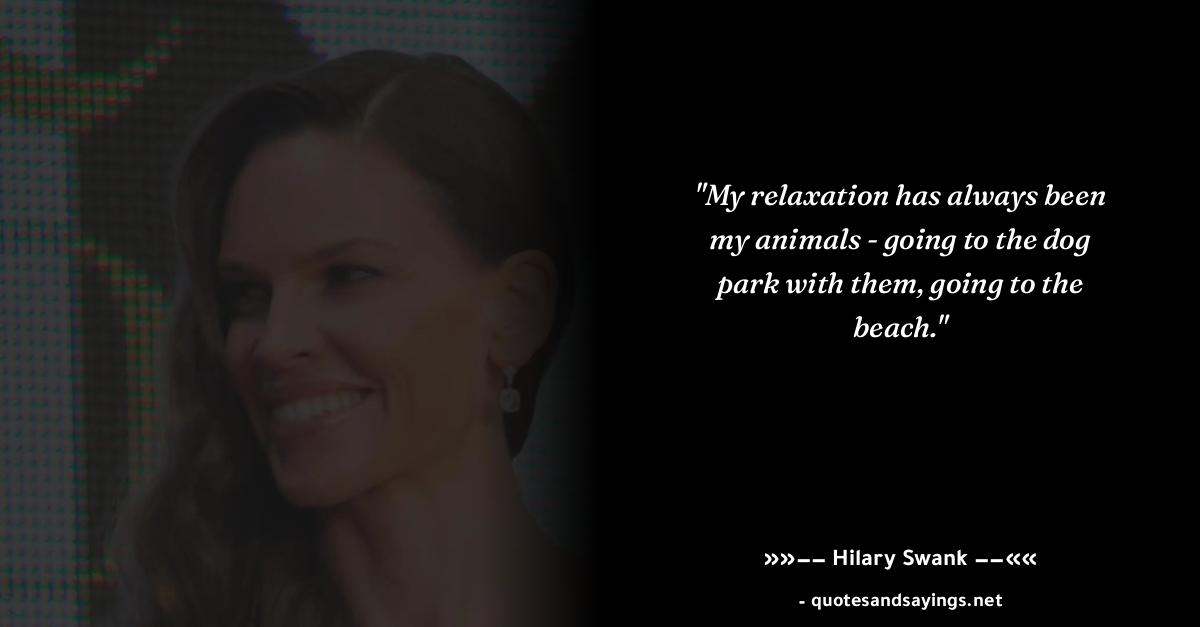 "My relaxation has always been
my animals - going to the dog
park with them, going to the
beach."
»»–– Hilary Swank ––««
- quotesandsayings.net